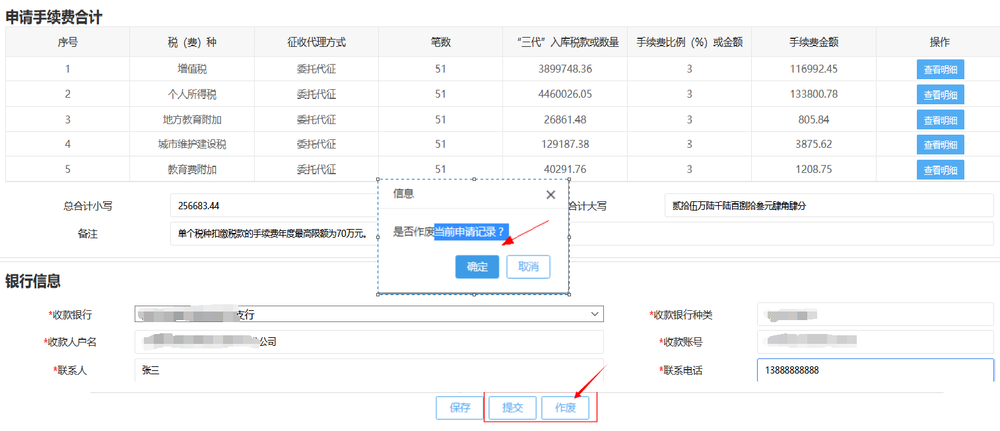 申请手续费合计
序号 税（费）种 征收代理方式 笔数 “三代”入库税款或数量 手续费比例（%）或金额 手续费金额 操作
1 增值税 委托代征 51 3899748.36 3 116992.45 查看明细
2 个人所得税 委托代征 51 4460026.05 3 133800.78 查看明细
3 地方教育附加 委托代征 51 26861.48 3 805.84 查看明细
4 城市维护建设税 委托代征 51 129187.38 3 3875.62 查看明细
5 教育费附加 委托代征 51 40291.76 3 1208.75 查看明细
总合计小写 256683.44 合计大写 贰拾伍万陆千陆百捌拾叁元肆角肆分
备注 单个税种扣缴税款的手续费年度最高限额为70万元。
信息
是否作废当前申请记录？
确定 取消
银行信息
*收款银行 支行 *收款银行种类
*收款人户名 公司 *收款账号
*联系人 张三 *联系电话 13888888888
保存 提交 作废